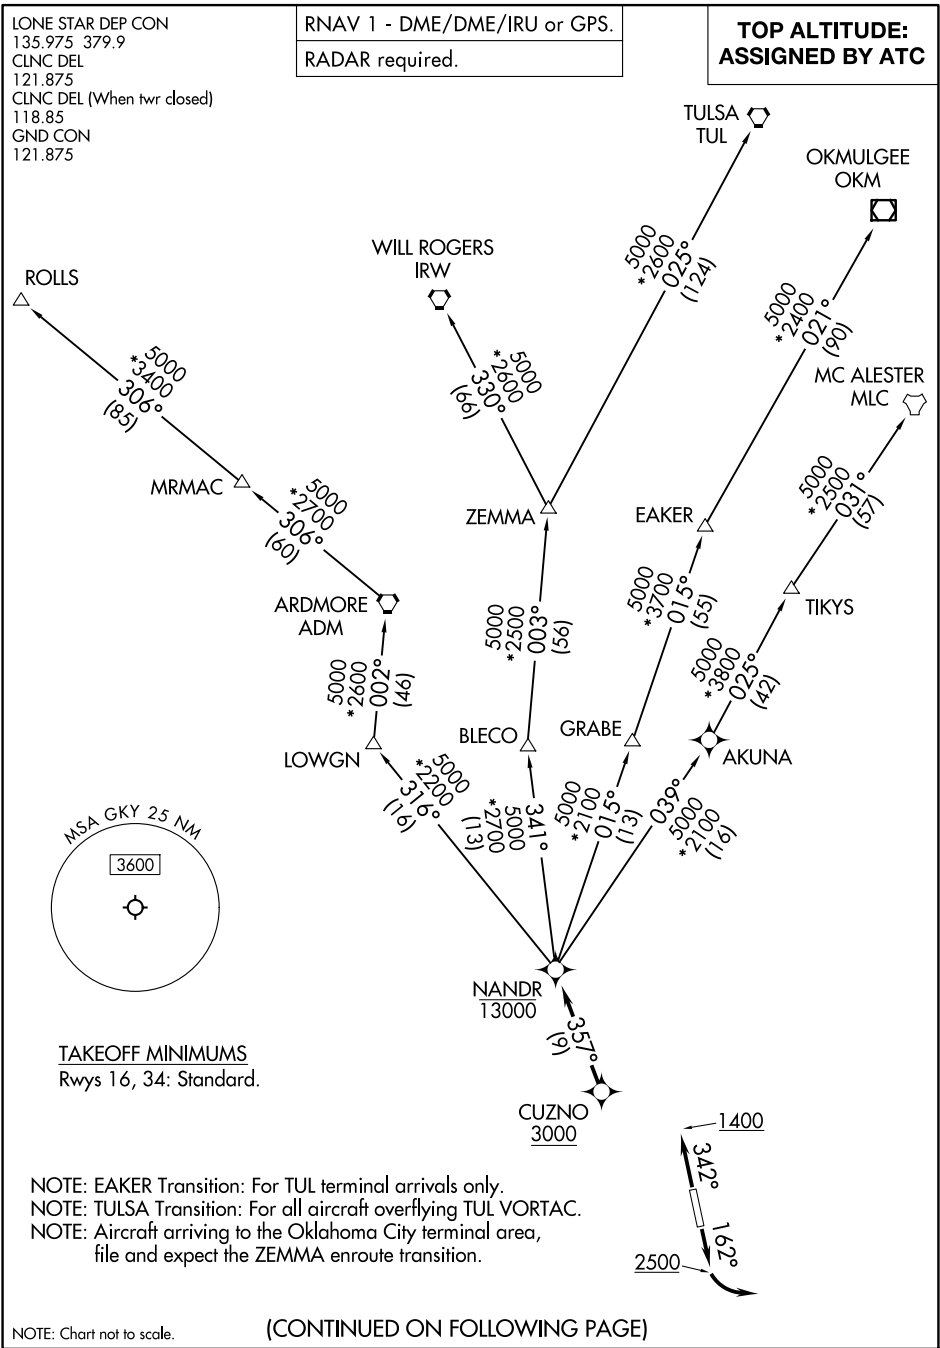 LONE STAR DEP CON
135.975 379.9
CLNC DEL
121.875
CLNC DEL (When twr closed)
118.85
GND CON
121.875
RNAV 1 - DME/DME/IRU or GPS.
RADAR required.
TOP ALTITUDE:
ASSIGNED BY ATC
TULSA
TUL
OKMULGEE
OKM
WILL ROGERS
IRW
ROLLS
5000
*2600
025°
(124)
5000
*2400
021°
(90)
5000
*3400
306°
(85)
5000
*2600
330°
(66)
MC ALESTER
MLC
MRMAC
5000
*2700
306°
(60)
ZEMMA
EAKER
5000
*2500
031°
(57)
ARDMORE
ADM
TIKYS
5000
*2500
003°
(56)
5000
*3700
015°
(55)
5000
*3800
025°
(42)
5000
*2600
002°
(46)
LOWGN
BLECO
GRABE
AKUNA
5000
*2200
316°
(16)
341°
5000
*2700
(13)
5000
*2100
015°
(13)
039°
5000
*2100
(16)
MSA GKY 25 NM
3600
NANDR
13000
357°
(9)
CUZNO
3000
TAKEOFF MINIMUMS
Rwys 16, 34: Standard.
1400
342°
162°
2500
NOTE: EAKER Transition: For TUL terminal arrivals only.
NOTE: TULSA Transition: For all aircraft overflying TUL VORTAC.
NOTE: Aircraft arriving to the Oklahoma City terminal area,
file and expect the ZEMMA enroute transition.
NOTE: Chart not to scale.
(CONTINUED ON FOLLOWING PAGE)